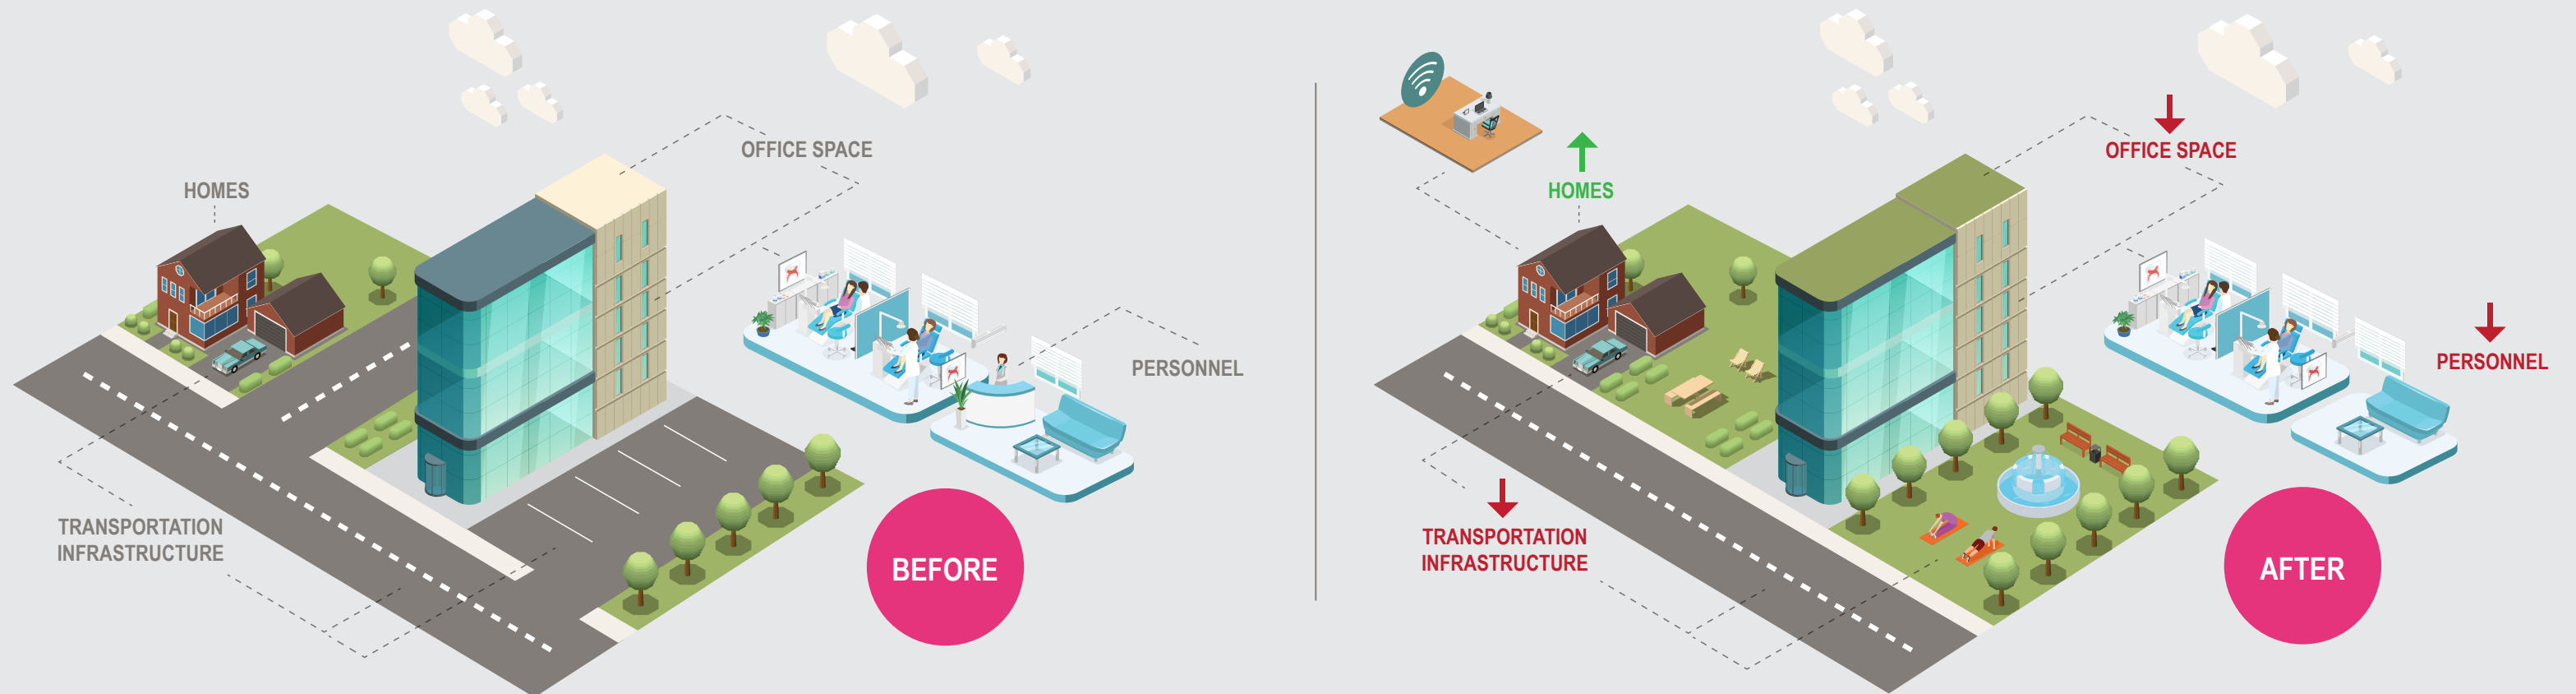 OFFICE SPACE
HOMES
PERSONNEL
TRANSPORTATION
INFRASTRUCTURE
BEFORE
OFFICE SPACE
HOMES
PERSONNEL
TRANSPORTATION
INFRASTRUCTURE
AFTER